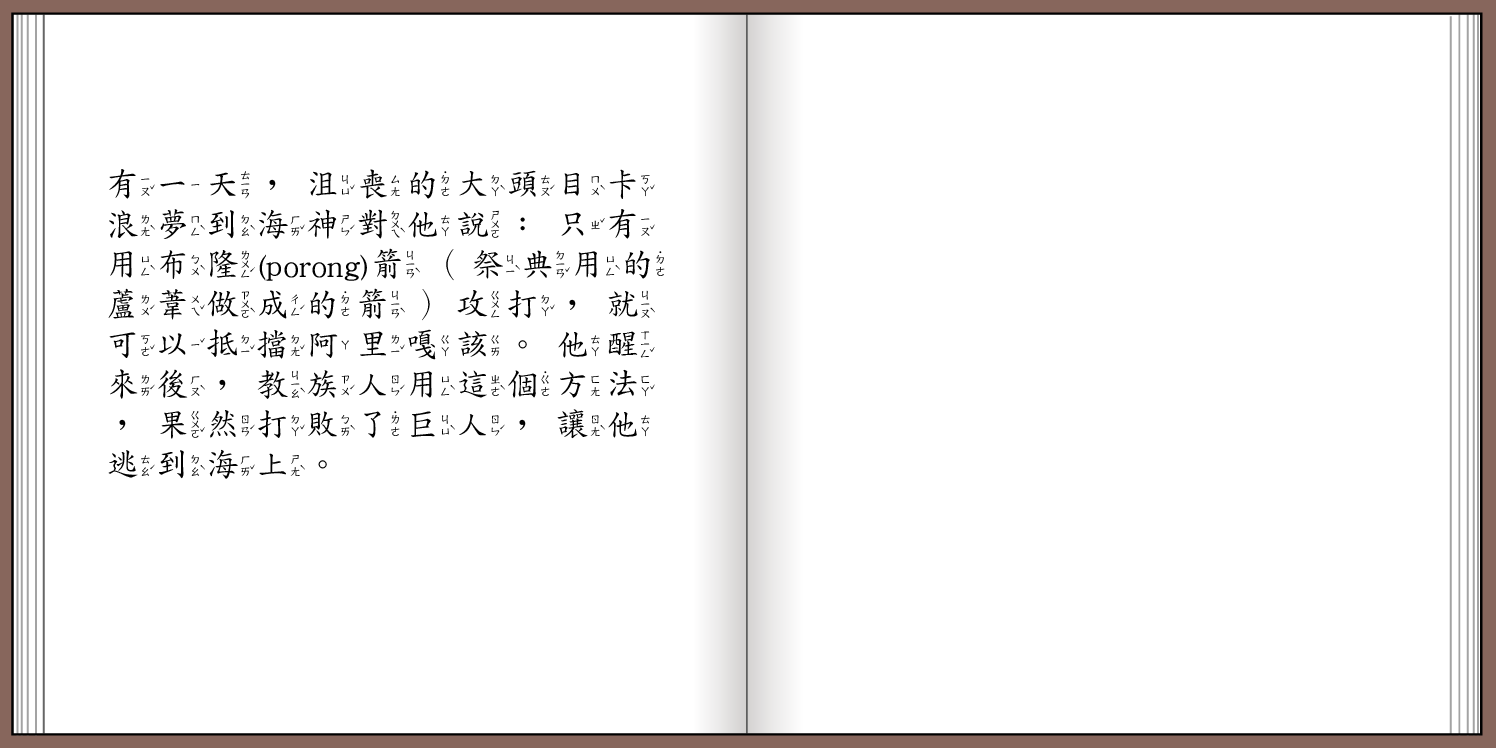 有一天， 沮喪的大頭目卡
浪夢到海神對他說： 只有
用布隆(porong)箭（祭典用的
蘆葦做成的箭）攻打， 就
可以抵擋阿里嘎該。 他醒
來後， 教族人用這個方法
， 果然打敗了巨人， 讓他
逃到海上。